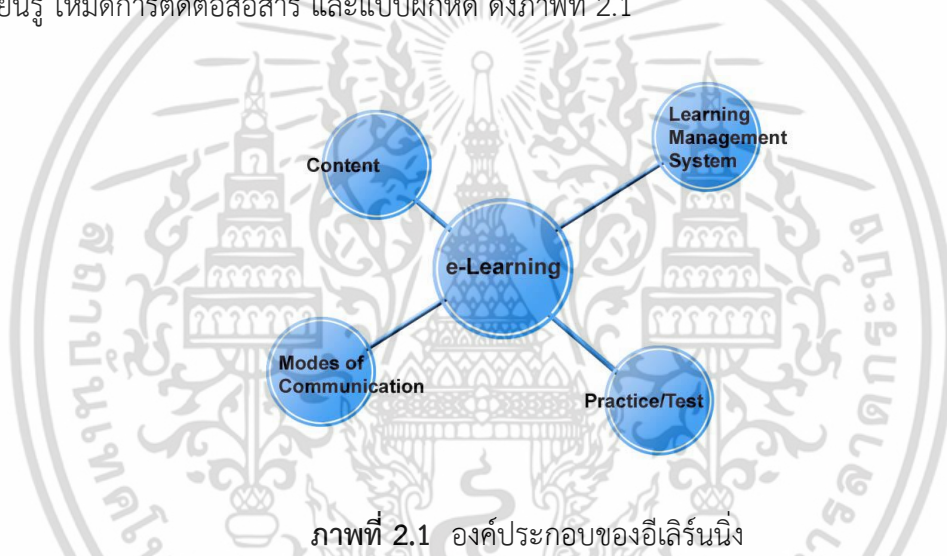 ยนรู้ โหมดการติดต่อสื่อสาร และแบบฝึกหัด ดังภาพที่ 2.1
Content
Learning
Management
System
e-Learning
Modes of
Communication
Practice/Test
ภาพที่ 2.1 องค์ประกอบของอีเลิร์นนิ่ง